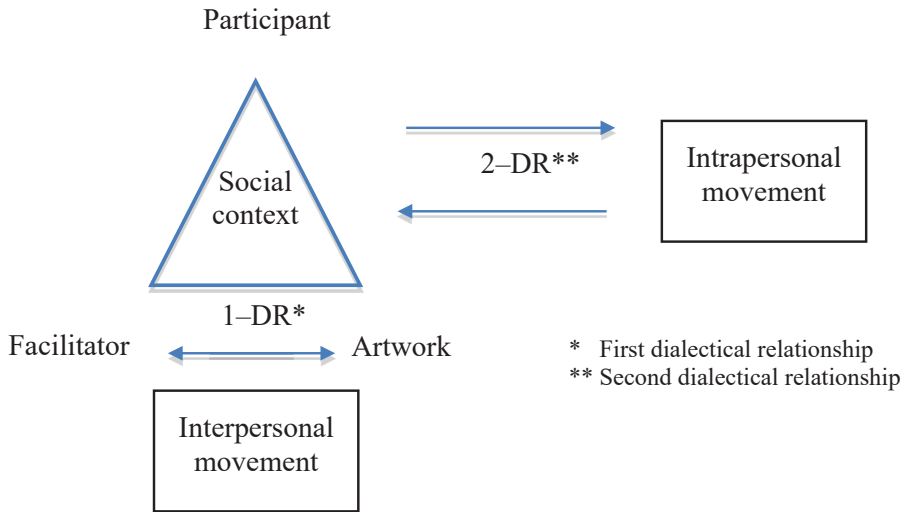 Participant
Social
context
2–DR**
Intrapersonal
movement
1–DR*
Facilitator
Artwork
* First dialectical relationship
** Second dialectical relationship
Interpersonal
movement